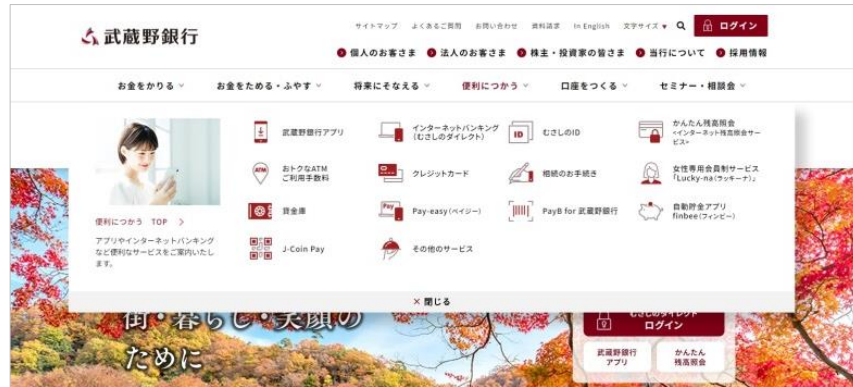 武蔵野銀行
サイトマップ よくあるご質問 お問い合わせ 資料請求 In English 文字サイズ ログイン
個人のお客さま 法人のお客さま 株主・投資家の皆さま 当行について 採用情報
お金をかりる お金をためる・ふやす 将来にそなえる 便利につかう 口座をつくる セミナー・相談会
武蔵野銀行アプリ
インターネットバンキング
(むさしのダイレクト)
ID
むさしのID
かんたん残高照会
<インターネット残高照会サー
ビス>
ATM
おトクなATM
ご利用手数料
クレジットカード
相続のお手続き
女性専用会員制サービス
「Lucky-na(ラッキーナ)」
貸金庫
Pay
Pay-easy(ペイジー)
PayB for 武蔵野銀行
自動貯金アプリ
finbee(フィンビー)
J-Coin Pay
その他のサービス
便利につかう TOP >
アプリやインターネットバンキング
など便利なサービスをご案内いたし
ます。
× 閉じる
街・暮らし・笑顔の
ために
むさしのダイレクト
ログイン
武蔵野銀行
アプリ
かんたん
残高照会